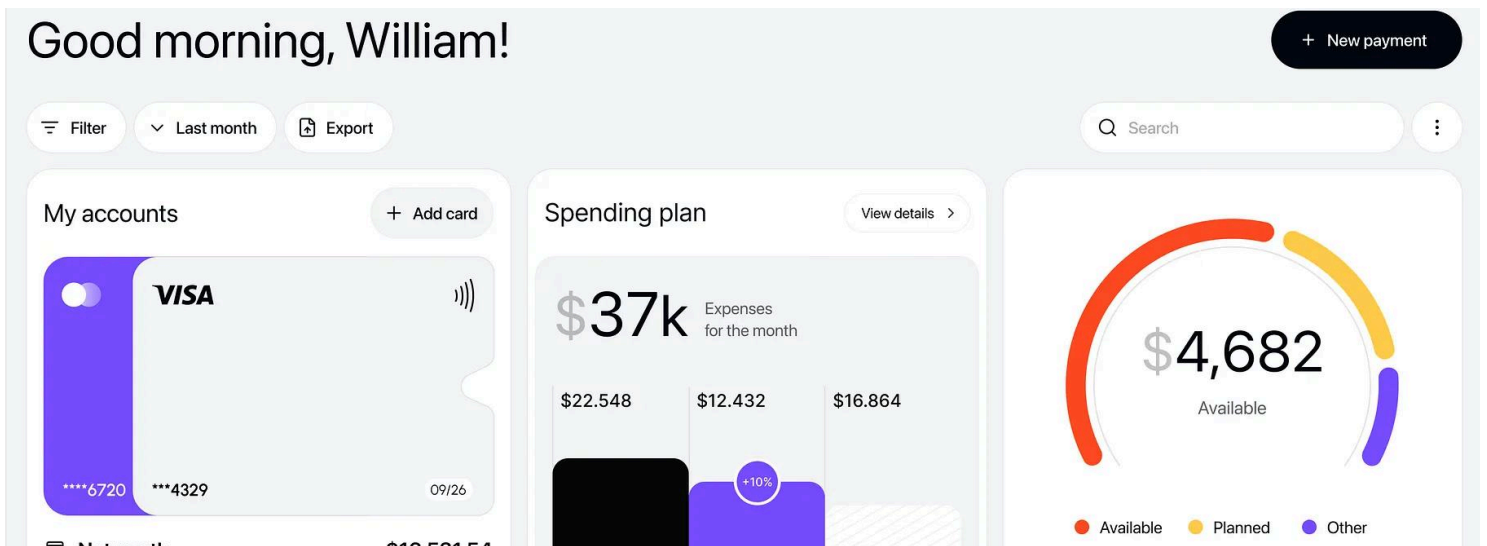 Good morning, William!
+ New payment
Filter
Last month
Export
Search
My accounts
+ Add card
VISA
****6720
***4329
09/26
Spending plan
View details >
$37k
Expenses
for the month
$22.548
$12.432
$16.864
+10%
$4,682
Available
Available
Planned
Other